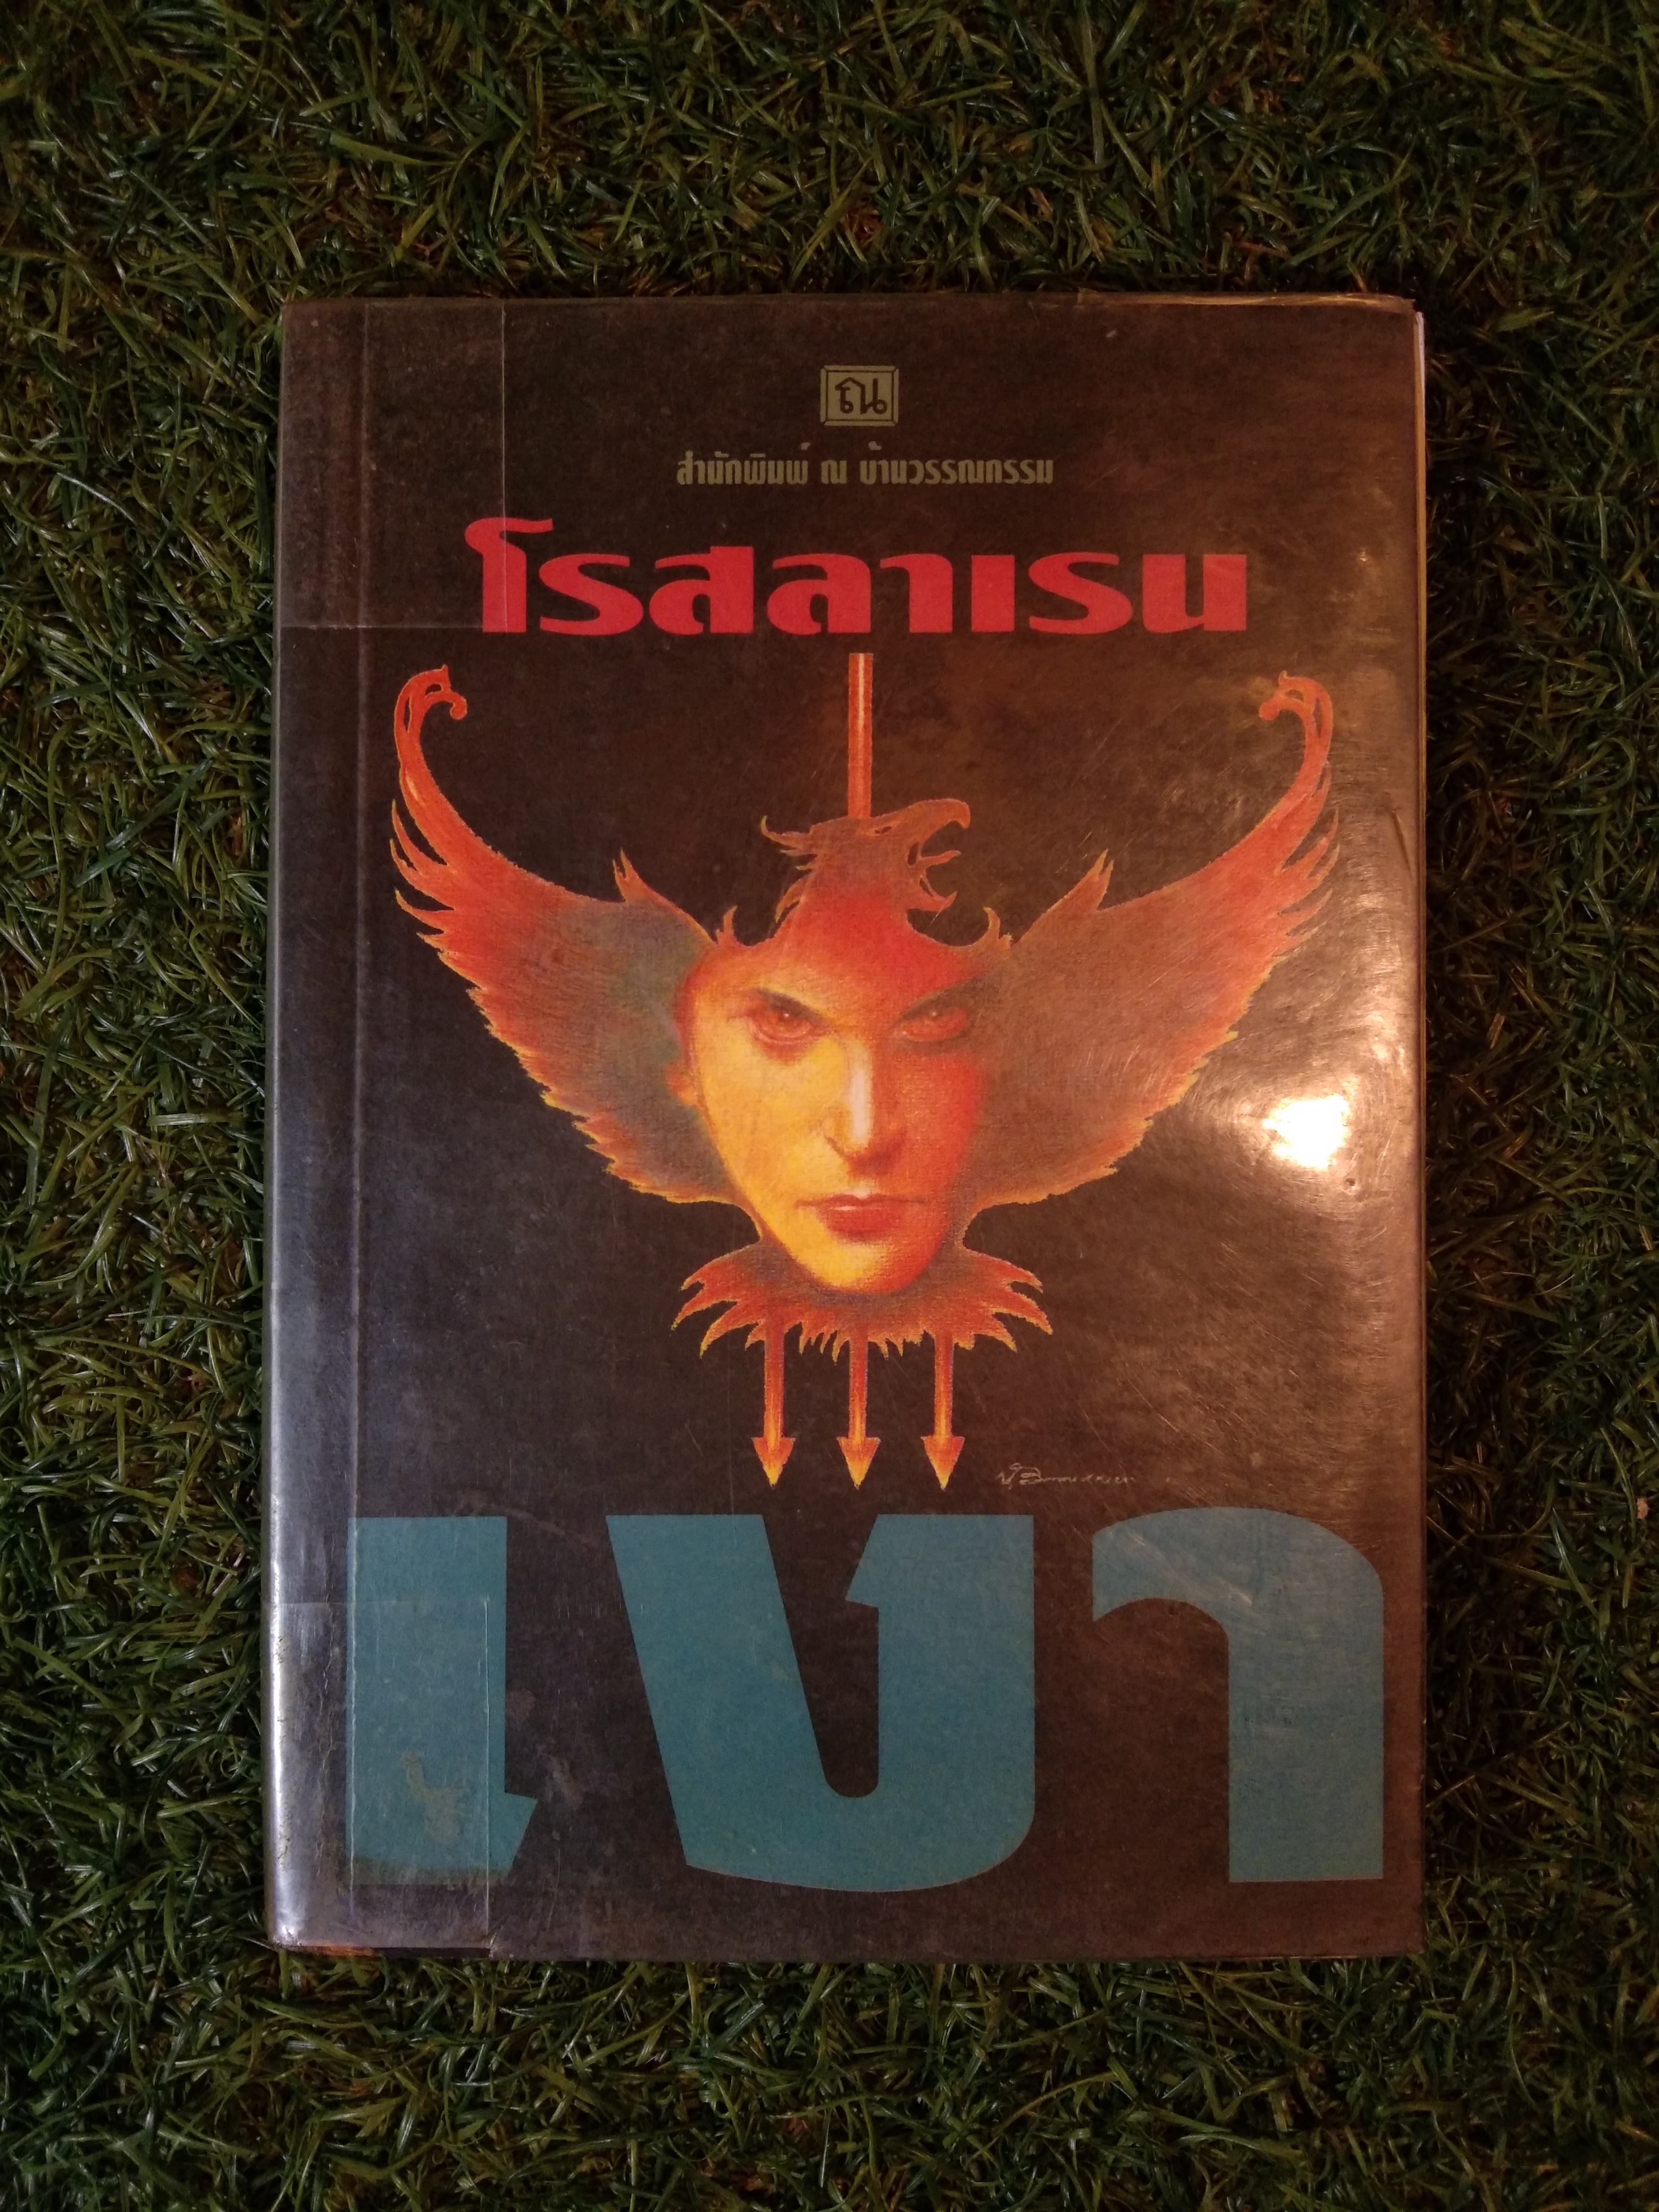 ณ
สำนักพิมพ์ ณ บ้านวรรณกรรม
โรสลาเรน
เงา